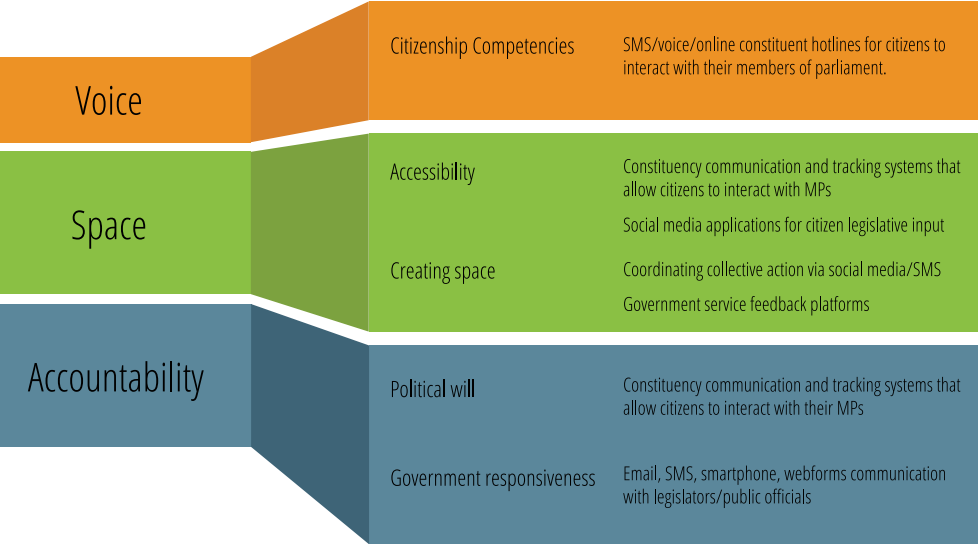 Voice
Citizenship Competencies
SMS/voice/online constituent hotlines for citizens to
interact with their members of parliament.
Space
Accessibility
Constituency communication and tracking systems that
allow citizens to interact with MPs
Social media applications for citizen legislative input
Creating space
Coordinating collective action via social media/SMS
Government service feedback platforms
Accountability
Political will
Constituency communication and tracking systems that
allow citizens to interact with their MPs
Government responsiveness
Email, SMS, smartphone, webforms communication
with legislators/public officials